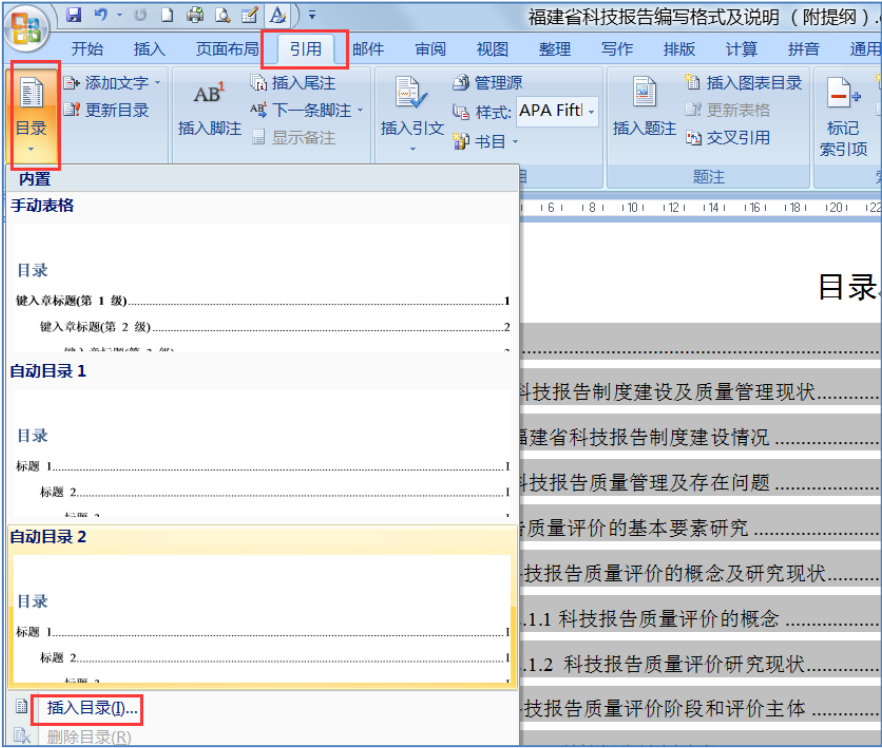 福建省科技报告编写格式及说明 （附提纲）.
开始 插入 页面布局 引用 邮件 审阅 视图 整理 写作 排版 计算 拼音 通用
目录
添加文字
更新目录
AB1
插入脚注
插入尾注
下一条脚注
显示备注
插入引文
管理源
样式: APA Fift
书目
插入题注
插入图表目录
更新表格
交叉引用
标记
索引项
题注
内置
手动表格
目录
键入章标题(第 1 级)........1
键入章标题(第 2 级)........2
自动目录 1
目录
标题 1........1
标题 2........1
自动目录 2
目录
标题 1........1
标题 2........1
插入目录(I)...
删除目录(R)
6 8 10 12 14 16 18 20 22
目录
科技报告制度建设及质量管理现状........
福建省科技报告制度建设情况........
科技报告质量管理及存在问题........
质量评价的基本要素研究........
技报告质量评价的概念及研究现状........
.1.1 科技报告质量评价的概念........
.1.2 科技报告质量评价研究现状........
技报告质量评价阶段和评价主体........